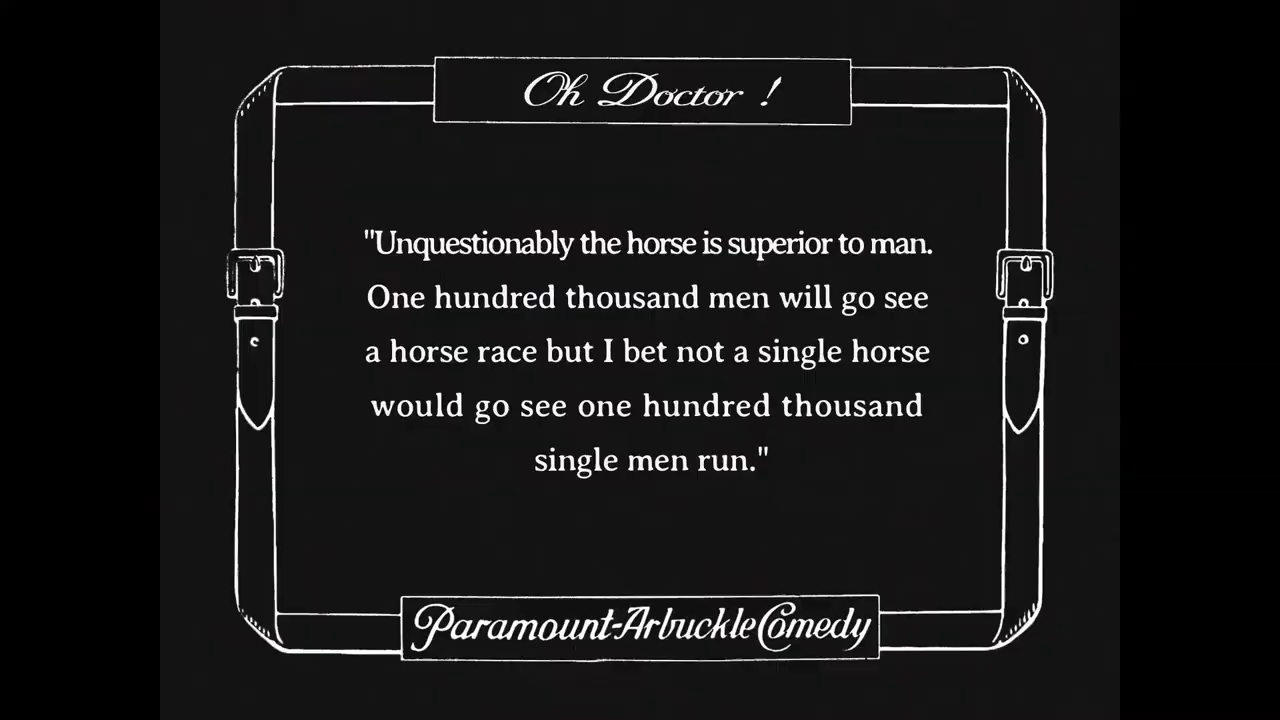 Oh Doctor !
"Unquestionably the horse is superior to man.
One hundred thousand men will go see
a horse race but I bet not a single horse
would go see one hundred thousand
single men run."
Paramount-Arbuckle Comedy